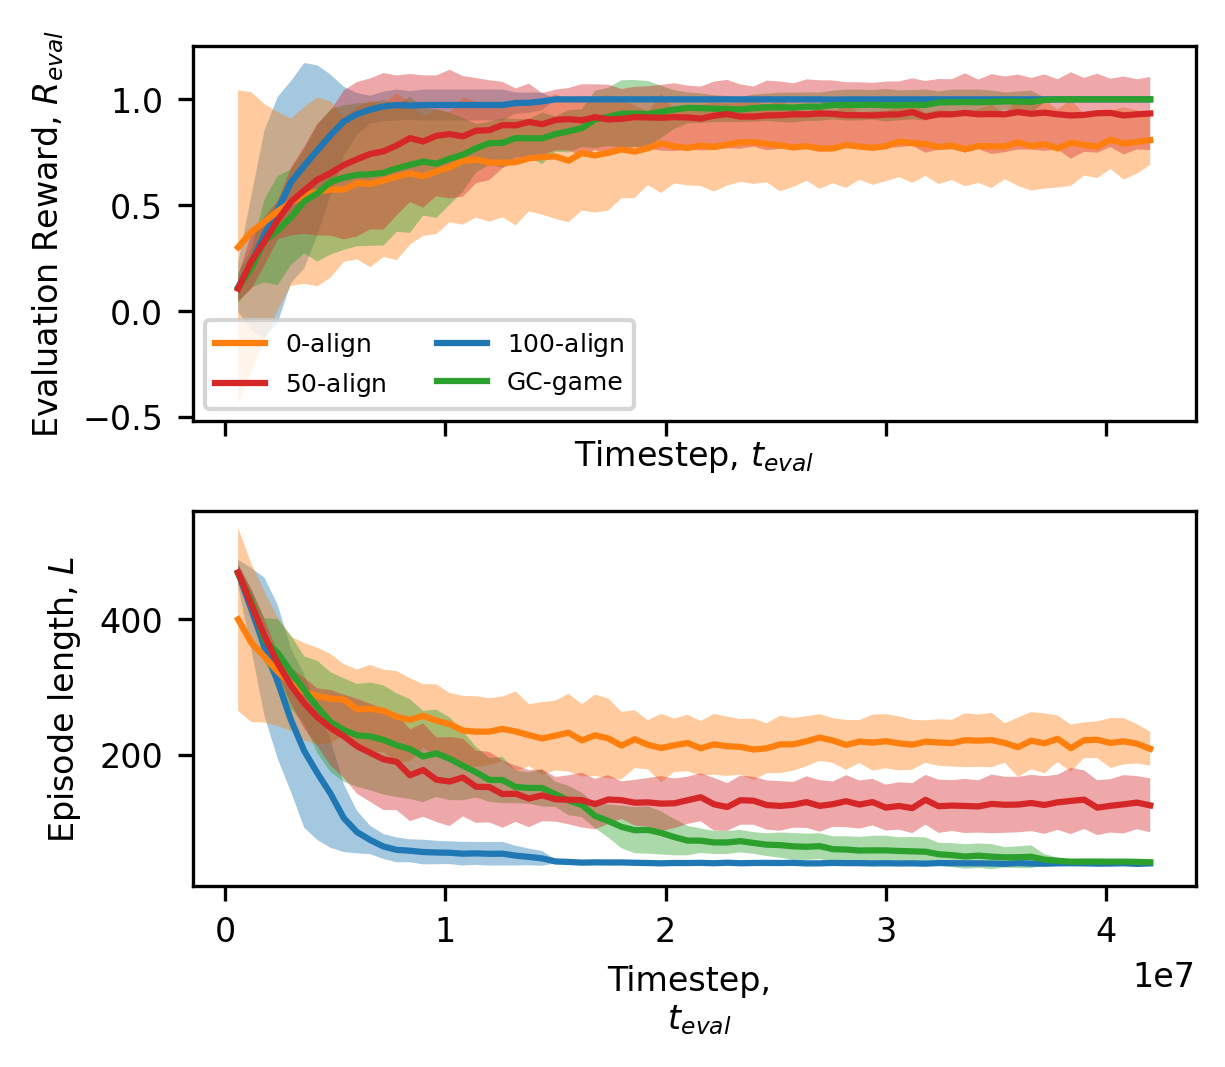 Evaluation Reward, R_eval
1.0
0.5
0.0
−0.5
0-align
50-align
100-align
GC-game
Timestep, t_eval
Episode length, L
400
200
0 1 2 3 4
1e7
Timestep,
t_eval